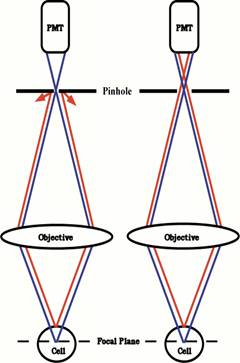 PMT PMT
Pinhole
Objective Objective
Focal Plane
Cell Cell